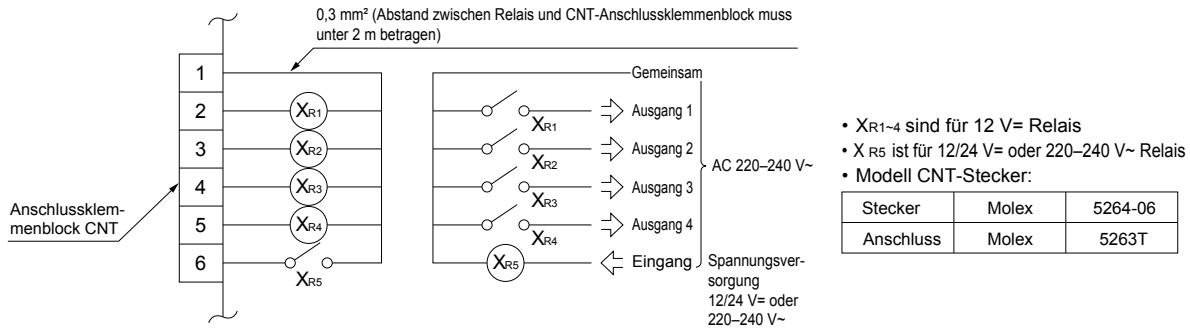 0,3 mm² (Abstand zwischen Relais und CNT-Anschlussklemmenblock muss
unter 2 m betragen)
1
2
3
4
5
6
XR1
XR2
XR3
XR4
XR5
Anschlussklem-
menblock CNT
Gemeinsam
XR1
Ausgang 1
XR2
Ausgang 2
XR3
Ausgang 3
XR4
Ausgang 4
XR5
Eingang
AC 220–240 V~
Spannungsver-
sorgung
12/24 V= oder
220–240 V~
• XR1~4 sind für 12 V= Relais
• X R5 ist für 12/24 V= oder 220–240 V~ Relais
• Modell CNT-Stecker:
Stecker Molex 5264-06
Anschluss Molex 5263T